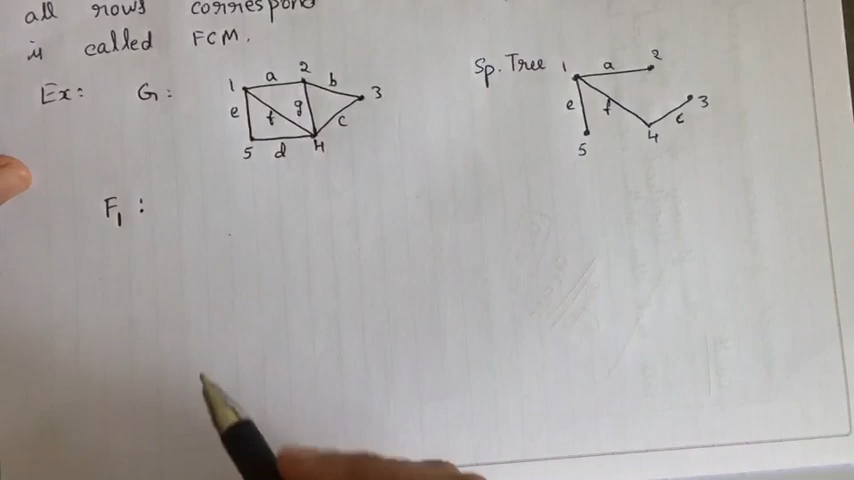 all rows correspond
is called FCM.
Ex: G: 1 a 2 b 3 e f g c 5 d 4
Sp. Tree 1 a 2 e f 3 c 4 5
F1 :